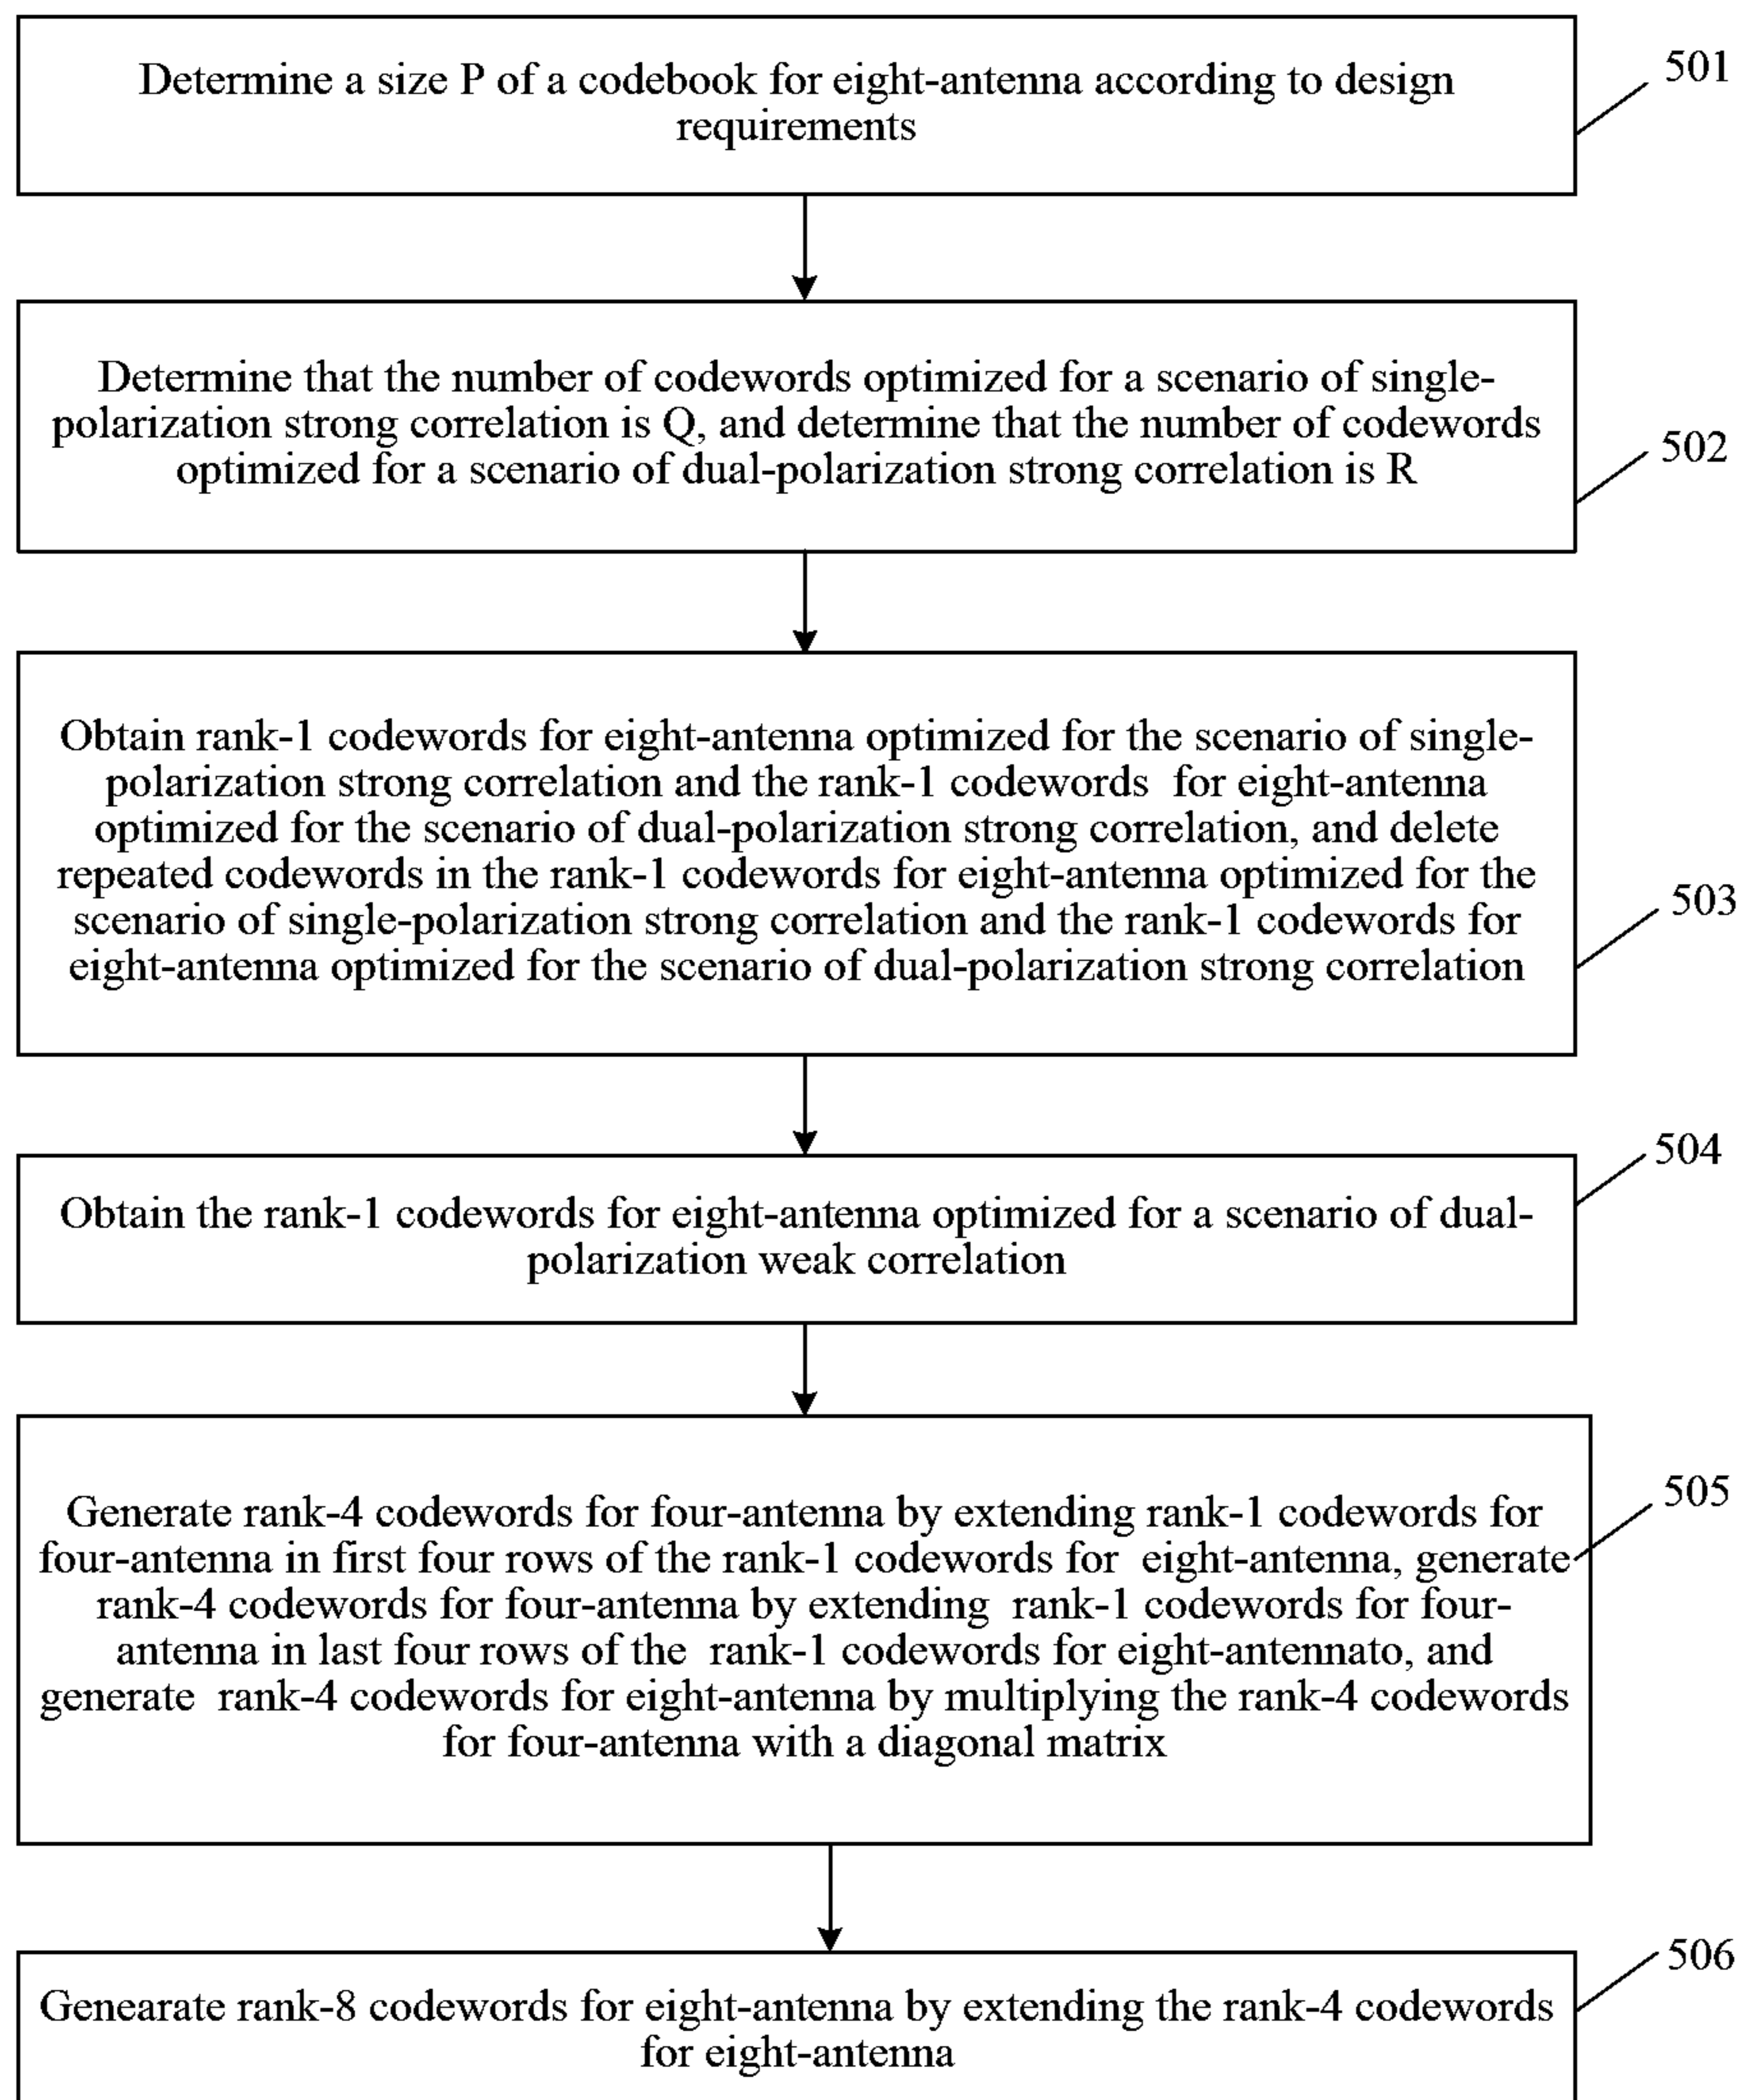 Determine a size P of a codebook for eight-antenna according to design
requirements
501
Determine that the number of codewords optimized for a scenario of single-
polarization strong correlation is Q, and determine that the number of codewords
optimized for a scenario of dual-polarization strong correlation is R
502
Obtain rank-1 codewords for eight-antenna optimized for the scenario of single-
polarization strong correlation and the rank-1 codewords for eight-antenna
optimized for the scenario of dual-polarization strong correlation, and delete
repeated codewords in the rank-1 codewords for eight-antenna optimized for the
scenario of single-polarization strong correlation and the rank-1 codewords for
eight-antenna optimized for the scenario of dual-polarization strong correlation
503
Obtain the rank-1 codewords for eight-antenna optimized for a scenario of dual-
polarization weak correlation
504
Generate rank-4 codewords for four-antenna by extending rank-1 codewords for
four-antenna in first four rows of the rank-1 codewords for eight-antenna, generate
rank-4 codewords for four-antenna by extending rank-1 codewords for four-
antenna in last four rows of the rank-1 codewords for eight-antennato, and
generate rank-4 codewords for eight-antenna by multiplying the rank-4 codewords
for four-antenna with a diagonal matrix
505
Genearate rank-8 codewords for eight-antenna by extending the rank-4 codewords
for eight-antenna
506